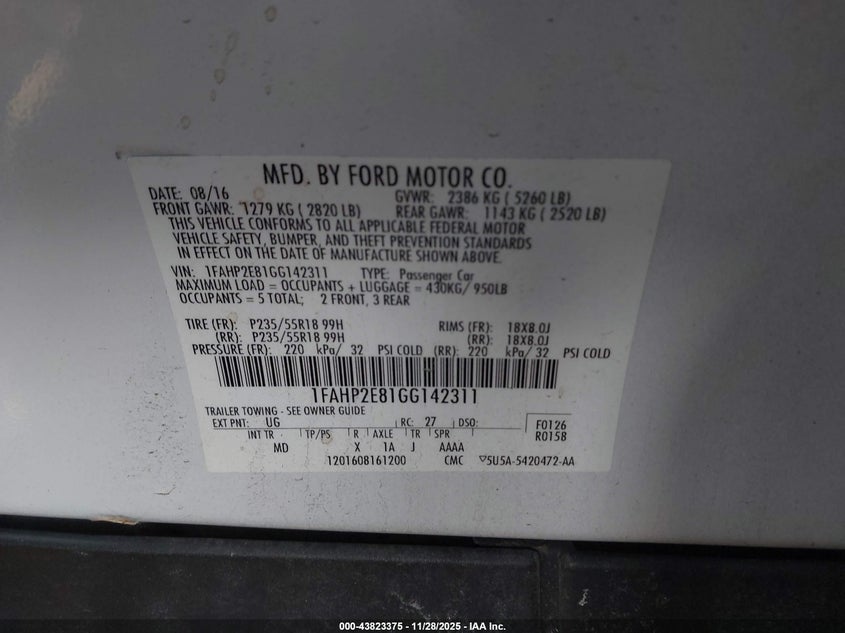 MFD. BY FORD MOTOR CO.
DATE: 08/16 GVWR: 2386 KG ( 5260 LB)
FRONT GAWR: 1279 KG ( 2820 LB) REAR GAWR: 1143 KG ( 2520 LB)
THIS VEHICLE CONFORMS TO ALL APPLICABLE FEDERAL MOTOR
VEHICLE SAFETY, BUMPER, AND THEFT PREVENTION STANDARDS
IN EFFECT ON THE DATE OF MANUFACTURE SHOWN ABOVE.
VIN: 1FAHP2E81GG142311 TYPE: Passenger Car
MAXIMUM LOAD = OCCUPANTS + LUGGAGE = 430KG/ 950LB
OCCUPANTS = 5 TOTAL; 2 FRONT, 3 REAR
TIRE (FR): P235/55R18 99H RIMS (FR): 18X8.0J
(RR): P235/55R18 99H (RR): 18X8.0J
PRESSURE (FR): 220 kPa/ 32 PSI COLD (RR): 220 kPa/ 32 PSI COLD
1FAHP2E81GG142311
TRAILER TOWING - SEE OWNER GUIDE
EXT PNT: UG RC: 27 DSO: F0126
INT TR TP/PS R AXLE TR SPR R0158
MD X 1A J AAAA
1201608161200 CMC ▽5U5A-5420472-AA
000-43823375 - 11/28/2025 - IAA Inc.